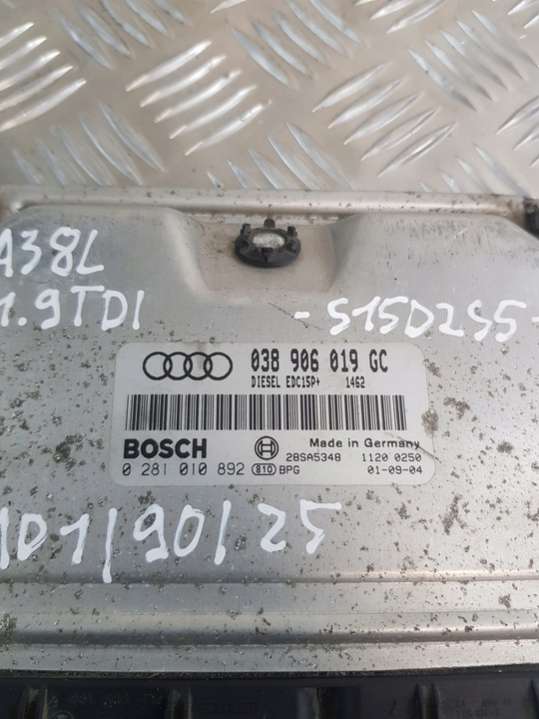 A38L
1.9TDI
-S15D2S5-
038 906 019 GC
DIESEL EDC15P+ 1462
BOSCH
Made in Germany
28SA5348 1120 0250
0 281 010 892 810 BPG 01-09-04
101/90/25